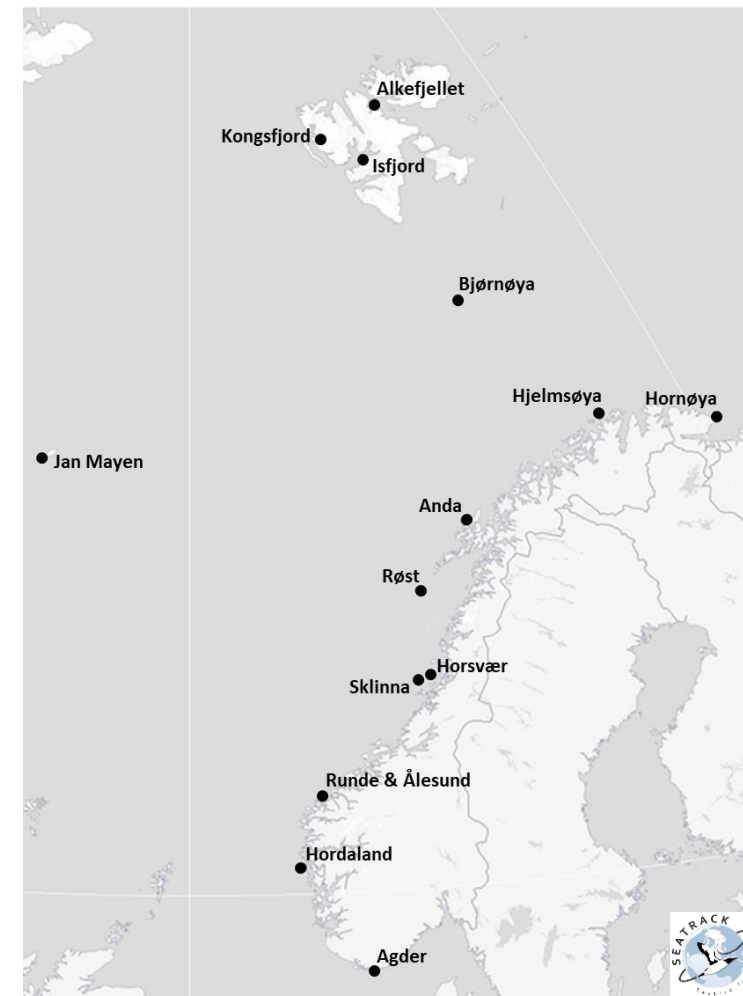 Alkefjellet
Kongsfjord
Isfjord
Bjørnøya
Hjelmsøya
Hornøya
Jan Mayen
Anda
Røst
Horsvær
Sklinna
Runde & Ålesund
Hordaland
Agder
SEATRACK